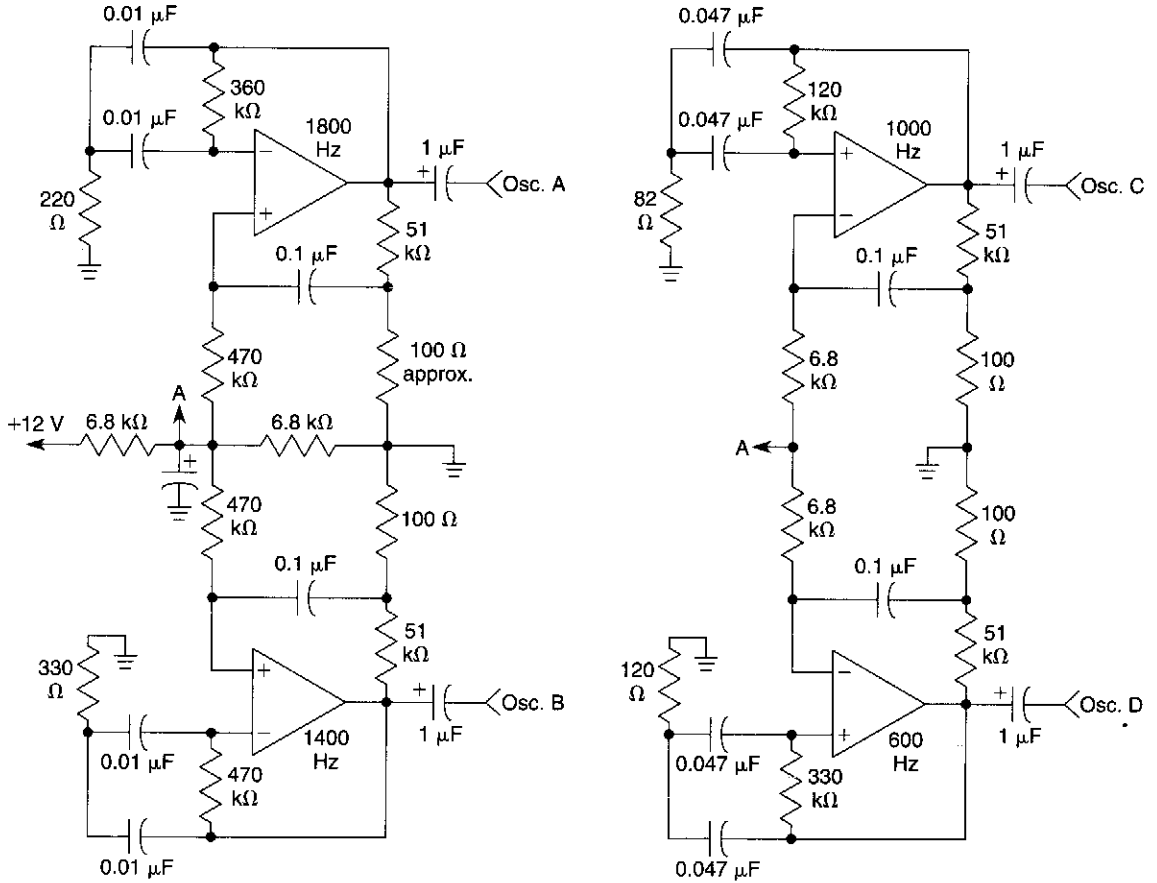 0.01 µF
360
kΩ
0.01 µF
−
1800
Hz
1 µF
+
Osc. A
220
Ω
+
51
kΩ
0.1 µF
470
kΩ
100 Ω
approx.
A
+12 V
6.8 kΩ
6.8 kΩ
+
470
kΩ
100 Ω
0.1 µF
51
kΩ
330
Ω
+
+
Osc. B
1 µF
0.01 µF
−
1400
Hz
470
kΩ
0.01 µF
0.047 µF
120
kΩ
0.047 µF
+
1000
Hz
1 µF
+
Osc. C
82
Ω
−
51
kΩ
0.1 µF
6.8
kΩ
100
Ω
A
6.8
kΩ
100
Ω
0.1 µF
51
kΩ
120
Ω
−
+
Osc. D
1 µF
0.047 µF
+
600
Hz
330
kΩ
0.047 µF